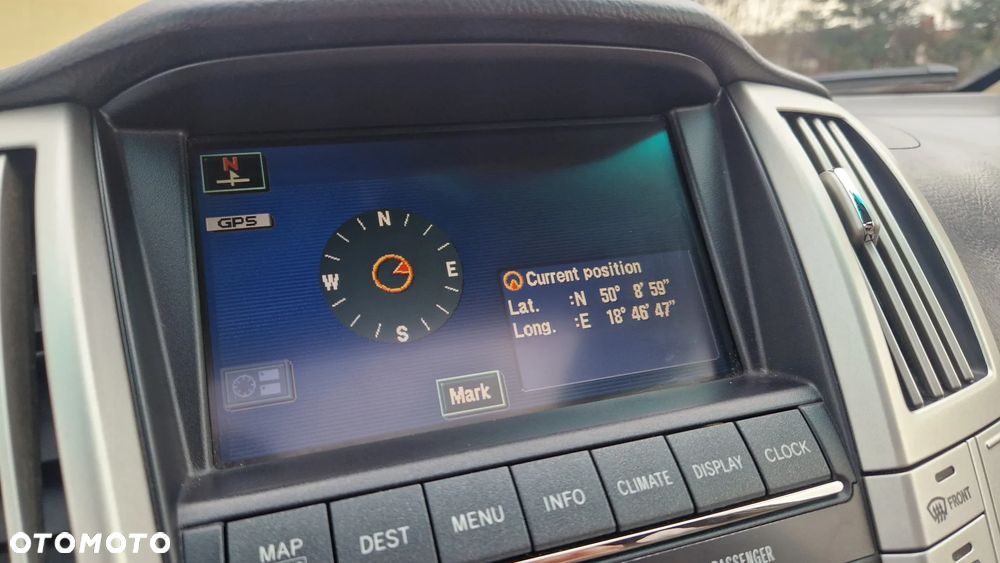 N
GPS
N
W
E
S
Current position
Lat. :N 50° 8' 59"
Long. :E 18° 46' 47"
Mark
MAP
DEST
MENU
INFO
CLIMATE
DISPLAY
CLOCK
FRONT
PASSENGER
OTOMOTO